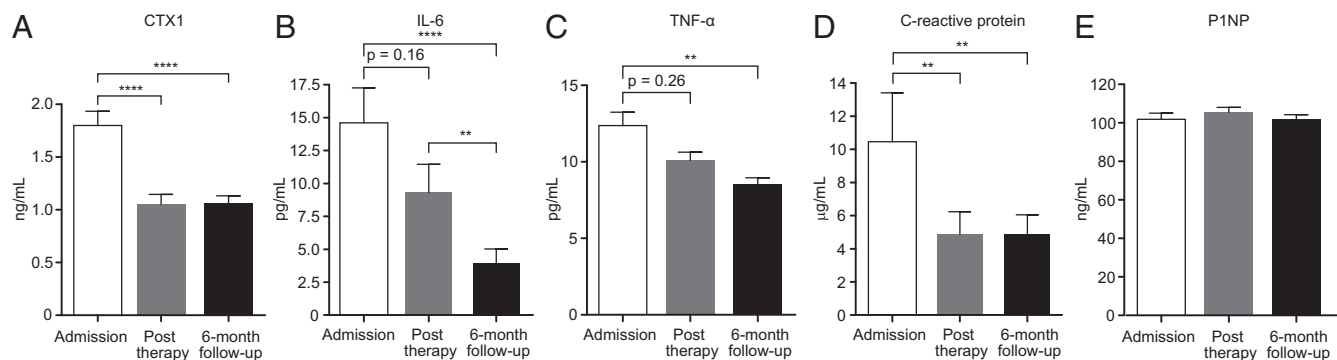 A
CTX1
****
****
2.0
1.5
1.0
0.5
0
ng/mL
Admission
Post
therapy
6-month
follow-up
B
IL-6
****
p = 0.16
**
17.5
15.0
12.5
10.0
7.5
5.0
2.5
0
pg/mL
Admission
Post
therapy
6-month
follow-up
C
TNF-α
**
p = 0.26
15
10
5
0
pg/mL
Admission
Post
therapy
6-month
follow-up
D
C-reactive protein
**
**
14
12
10
8
6
4
2
0
μg/mL
Admission
Post
therapy
6-month
follow-up
E
P1NP
120
100
80
60
40
20
0
ng/mL
Admission
Post
therapy
6-month
follow-up